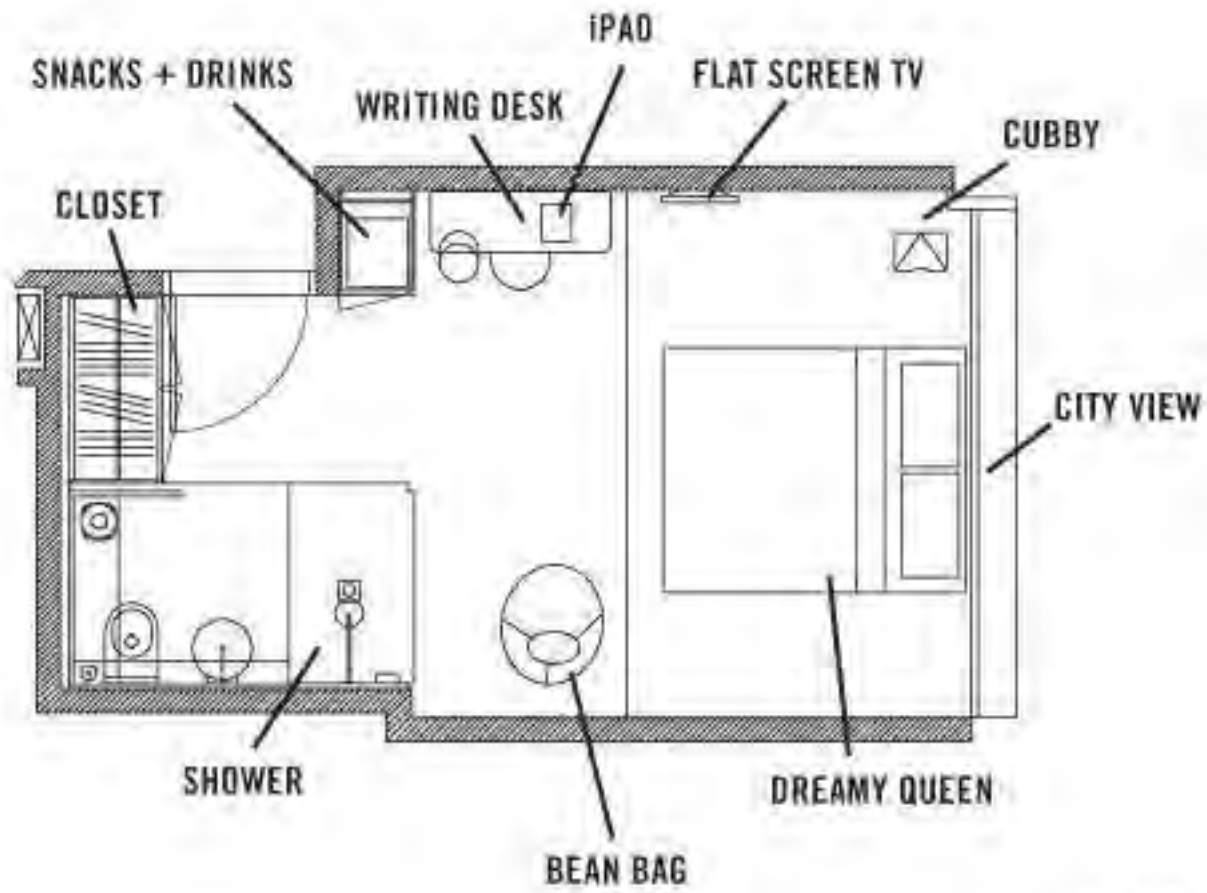 iPAD
SNACKS + DRINKS
FLAT SCREEN TV
WRITING DESK
CUBBY
CLOSET
CITY VIEW
SHOWER
DREAMY QUEEN
BEAN BAG